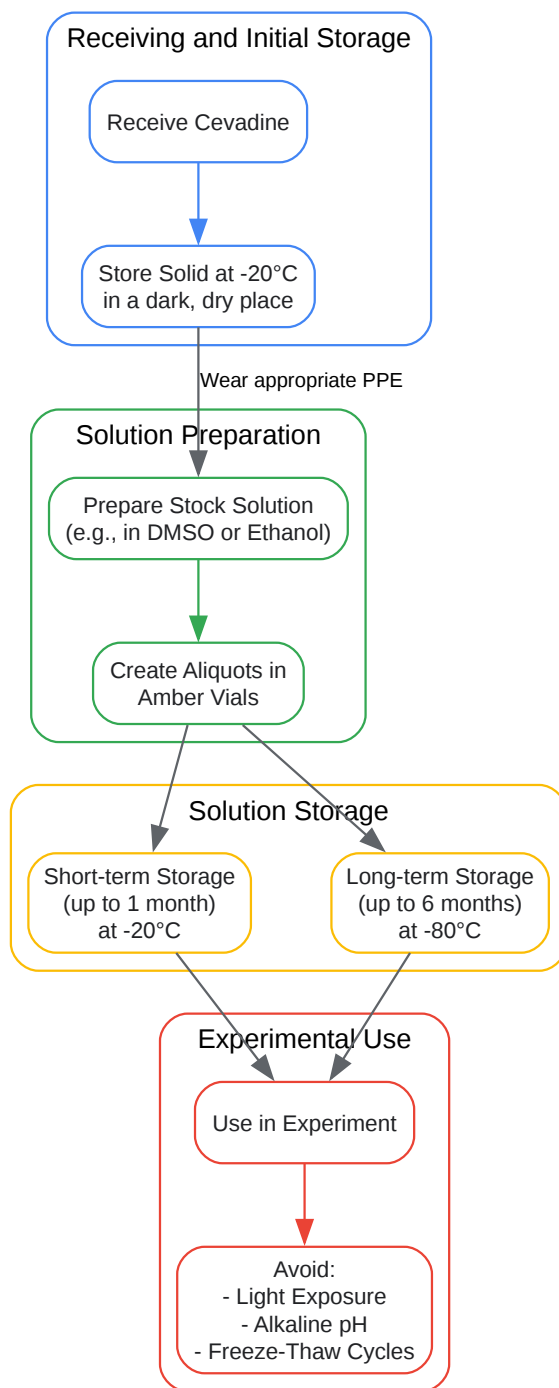 Receiving and Initial Storage
Receive Cevadine
Store Solid at -20°C
in a dark, dry place
Wear appropriate PPE
Solution Preparation
Prepare Stock Solution
(e.g., in DMSO or Ethanol)
Create Aliquots in
Amber Vials
Solution Storage
Short-term Storage
(up to 1 month)
at -20°C
Long-term Storage
(up to 6 months)
at -80°C
Experimental Use
Use in Experiment
Avoid:
- Light Exposure
- Alkaline pH
- Freeze-Thaw Cycles